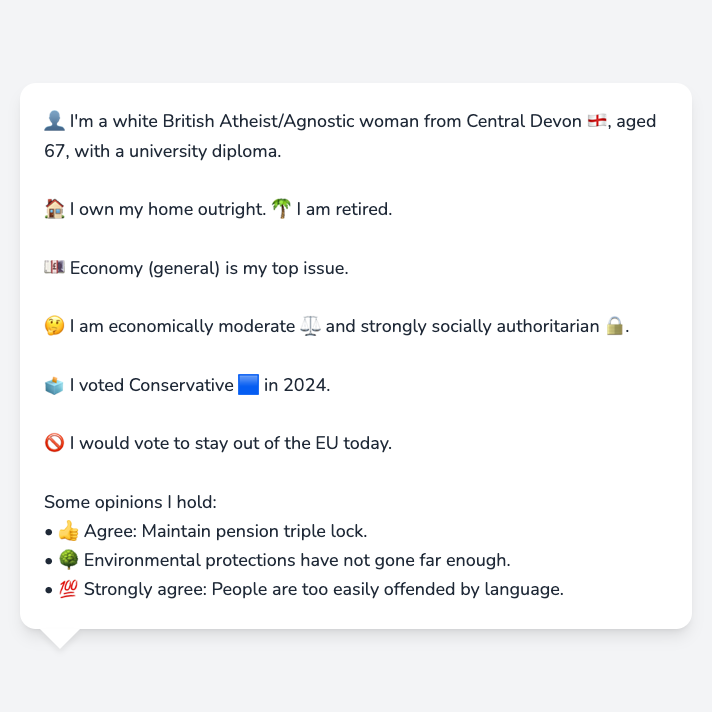 👤 I'm a white British Atheist/Agnostic woman from Central Devon 🏴󠁧󠁢󠁥󠁮󠁧󠁿, aged
67, with a university diploma.
🏠 I own my home outright. 🌴 I am retired.
💷 Economy (general) is my top issue.
🤔 I am economically moderate ⚖️ and strongly socially authoritarian 🔒.
🗳️ I voted Conservative 🟦 in 2024.
🚫 I would vote to stay out of the EU today.
Some opinions I hold:
• 👍 Agree: Maintain pension triple lock.
• 🌳 Environmental protections have not gone far enough.
• 💯 Strongly agree: People are too easily offended by language.